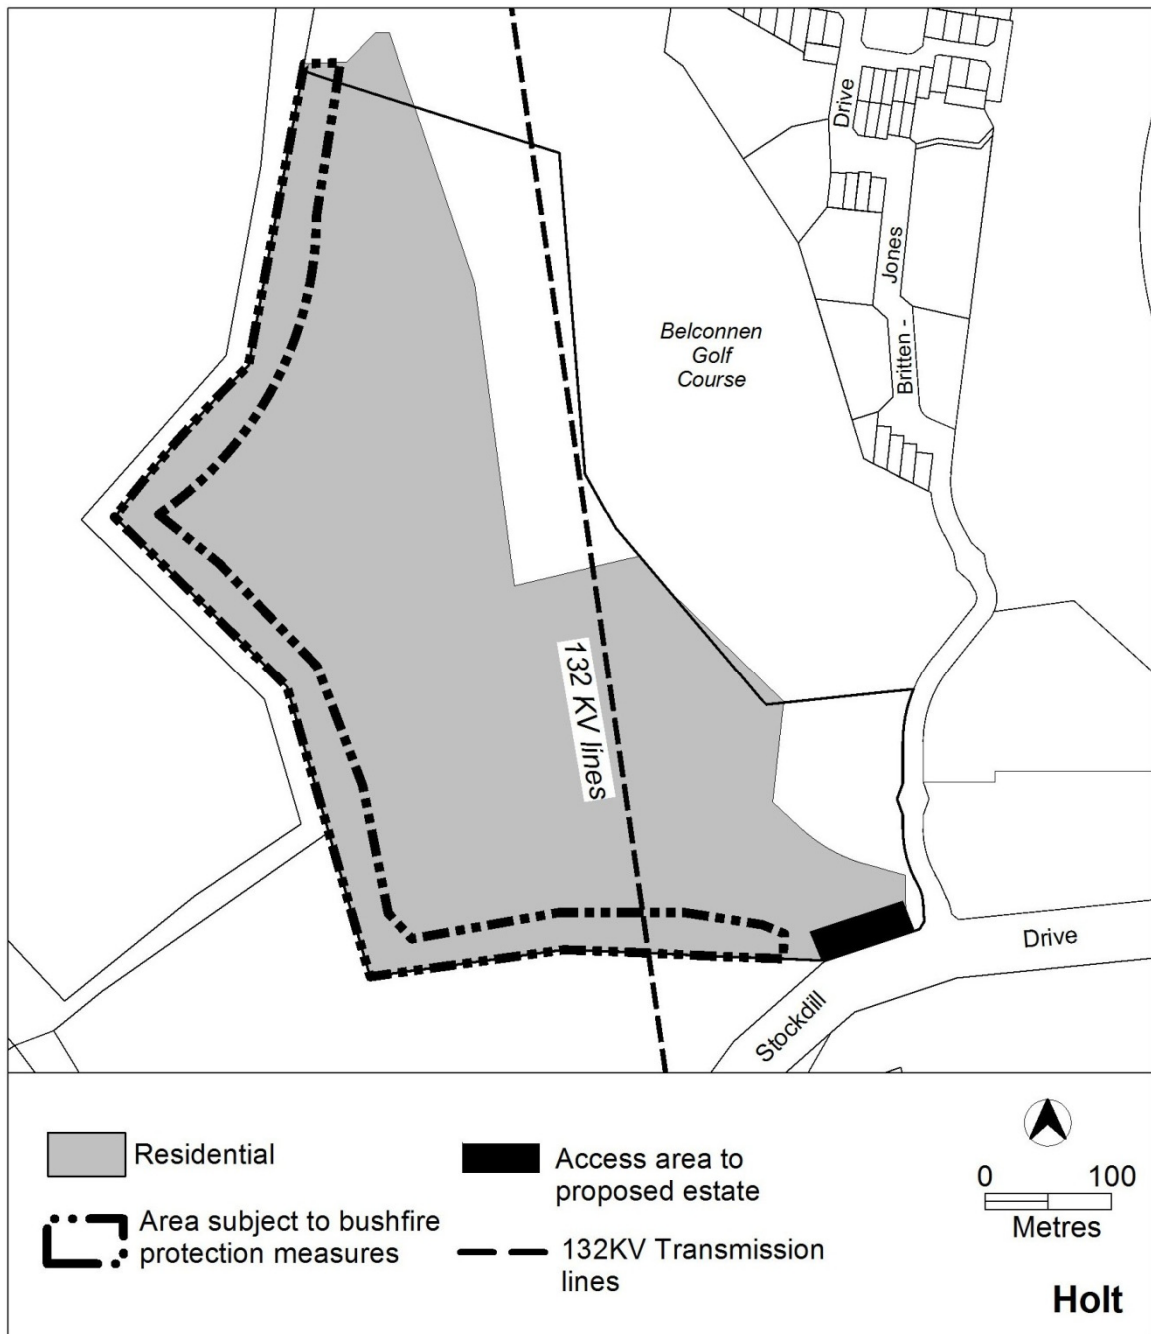 Drive
Jones
Britten -
Belconnen
Golf
Course
132 KV lines
Drive
Stockdill
Residential
Area subject to bushfire
protection measures
Access area to
proposed estate
132KV Transmission
lines
0 100
Metres
Holt